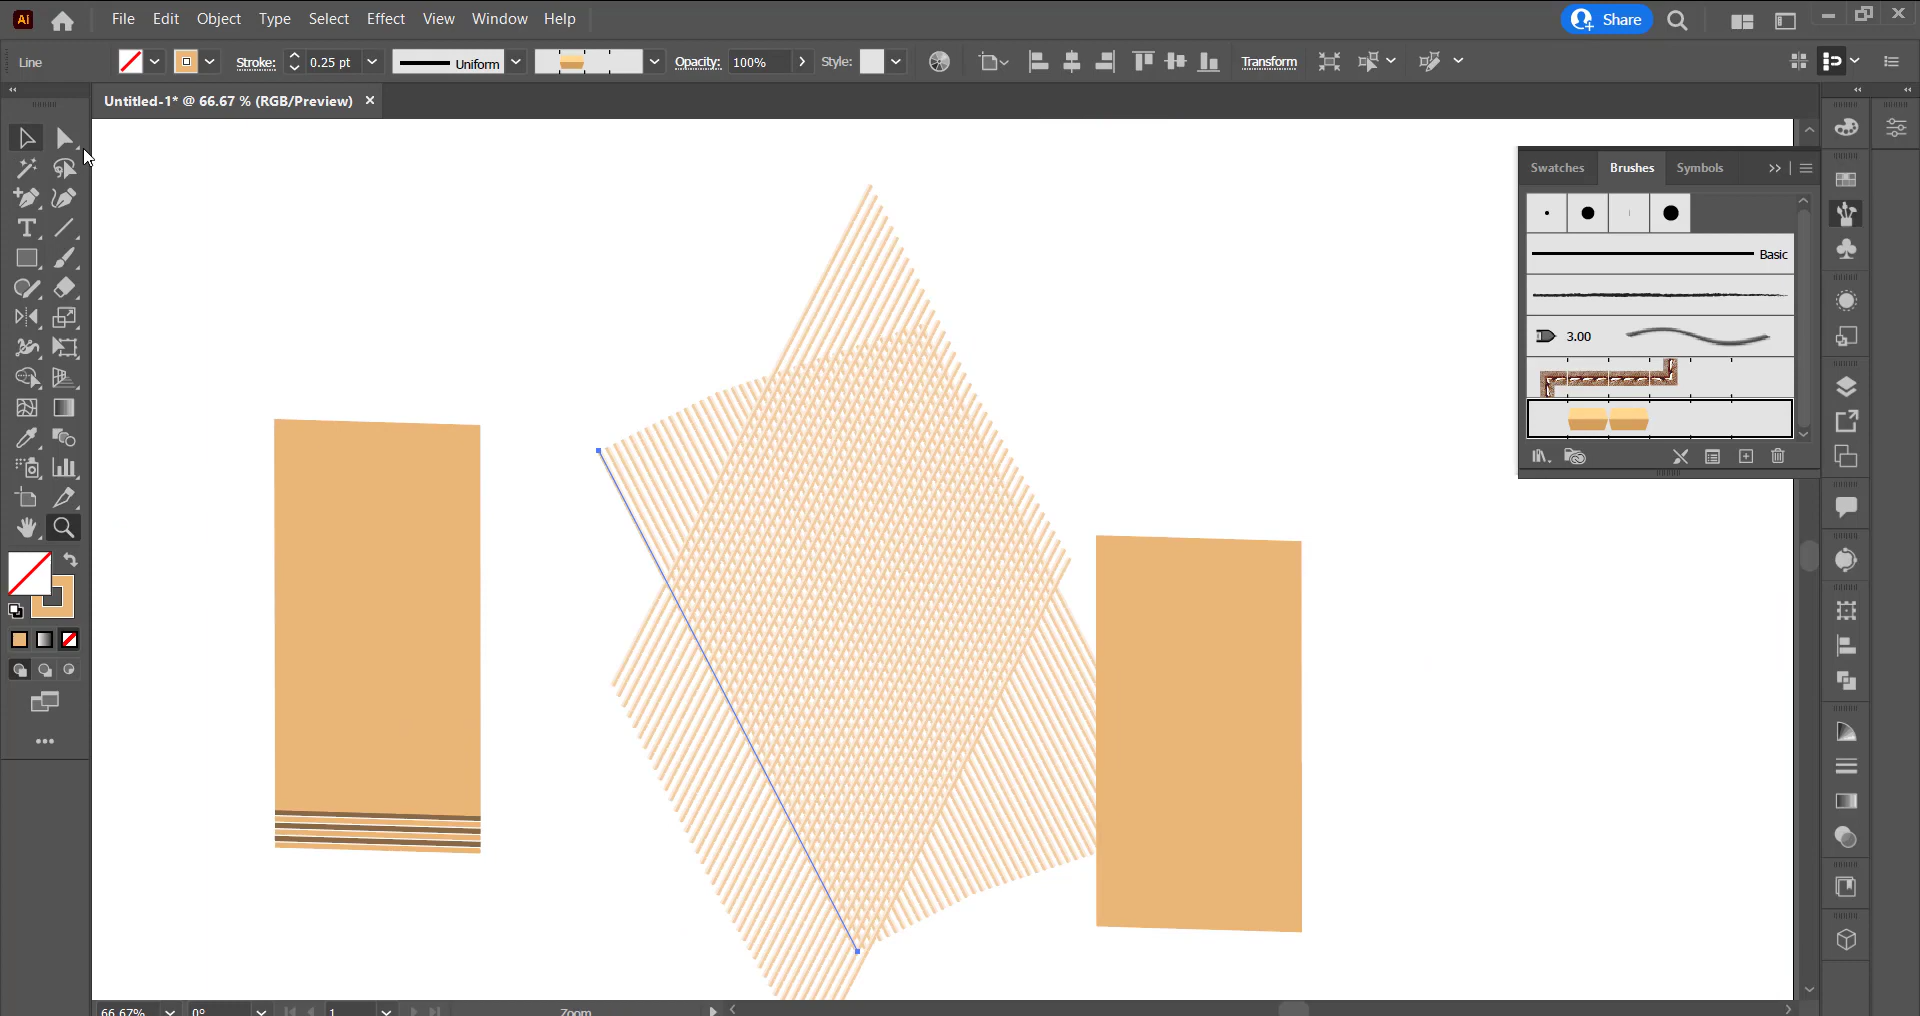 Ai File Edit Object Type Select Effect View Window Help Share
Line Stroke: 0.25 pt Uniform Opacity: 100% Style: Transform
Untitled-1* @ 66.67 % (RGB/Preview)
Swatches Brushes Symbols
Basic
3.00
T
66.67% 0° 1 Zoom